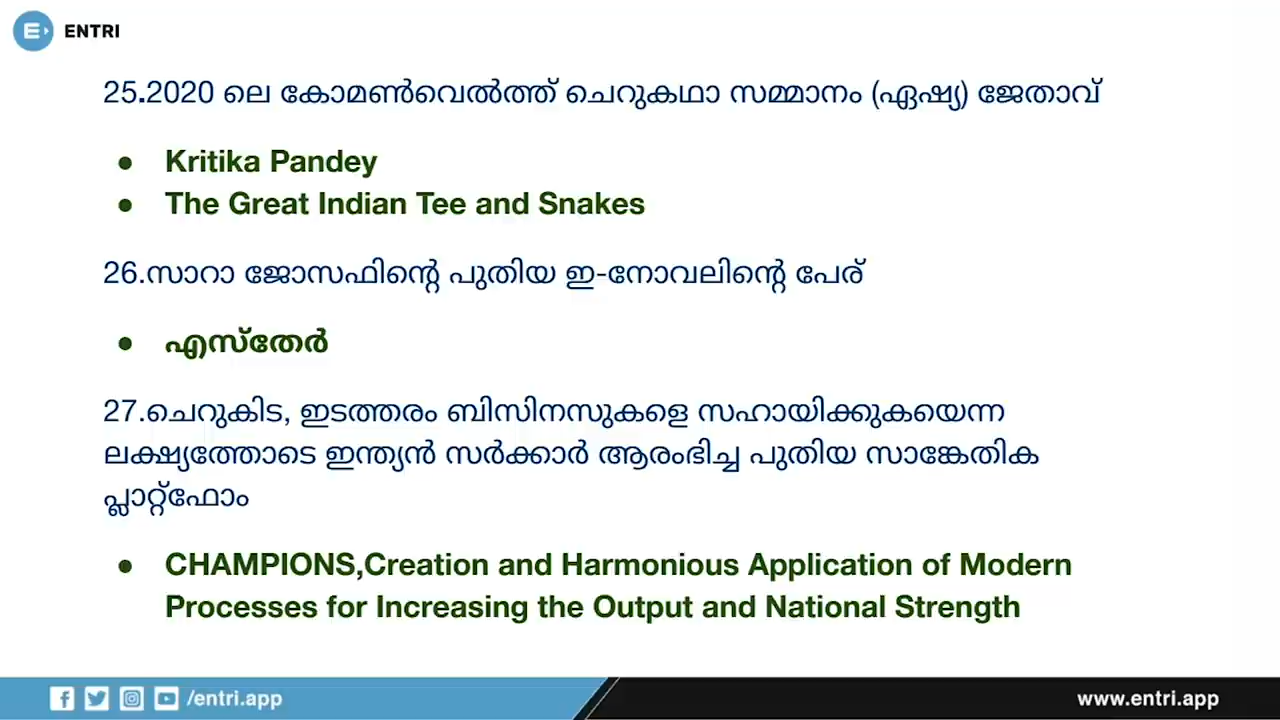 ENTRI
25.2020 ലെ കോമൺവെൽത്ത് ചെറുകഥാ സമ്മാനം (ഏഷ്യ) ജേതാവ്
● Kritika Pandey
● The Great Indian Tee and Snakes
26.സാറാ ജോസഫിന്റെ പുതിയ ഇ-നോവലിന്റെ പേര്
● എസ്തേർ
27.ചെറുകിട, ഇടത്തരം ബിസിനസുകളെ സഹായിക്കുകയെന്ന
ലക്ഷ്യത്തോടെ ഇന്ത്യൻ സർക്കാർ ആരംഭിച്ച പുതിയ സാങ്കേതിക
പ്ലാറ്റ്ഫോം
● CHAMPIONS,Creation and Harmonious Application of Modern
Processes for Increasing the Output and National Strength
/entri.app
www.entri.app